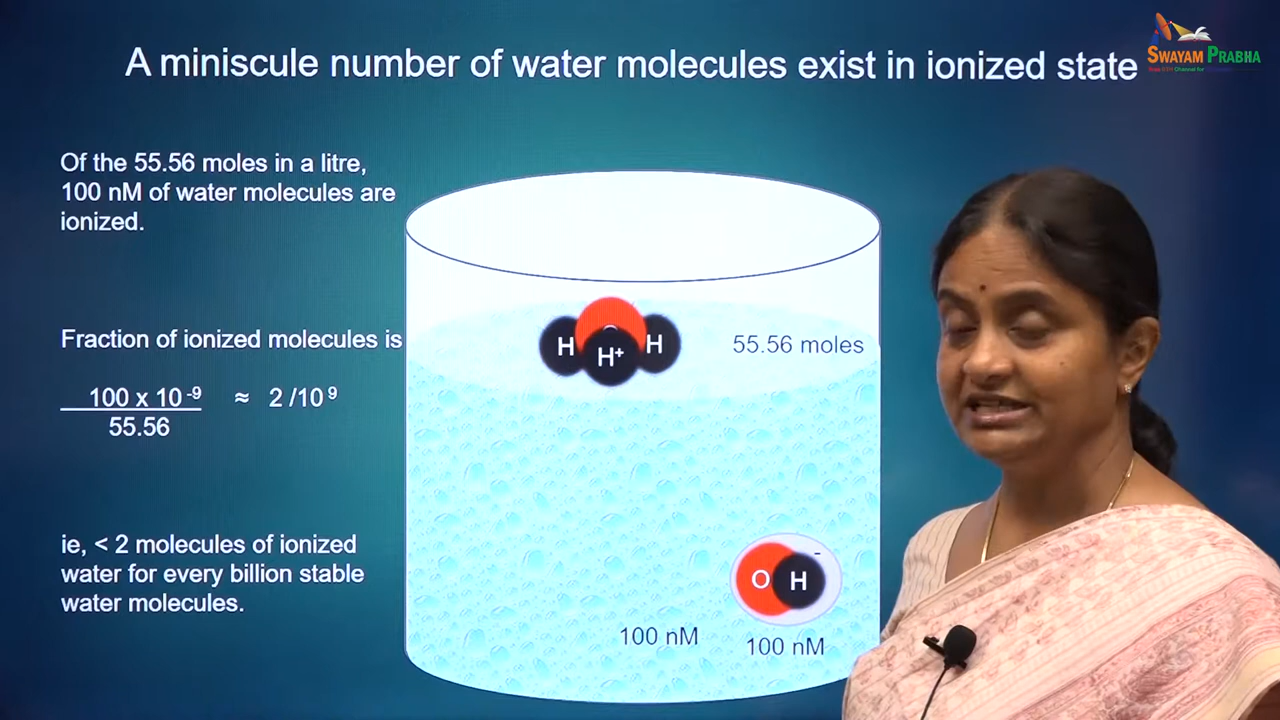 A miniscule number of water molecules exist in ionized state
SWAYAM PRABHA
Of the 55.56 moles in a litre,
100 nM of water molecules are
ionized.
Fraction of ionized molecules is
100 x 10 -9 ≈ 2 /10 9
55.56
ie, < 2 molecules of ionized
water for every billion stable
water molecules.
H H+ H
55.56 moles
O H -
100 nM
100 nM